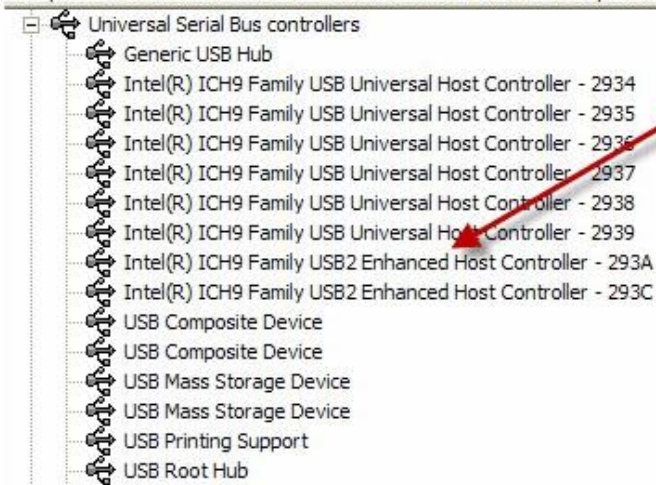 Universal Serial Bus controllers
Generic USB Hub
Intel(R) ICH9 Family USB Universal Host Controller - 2934
Intel(R) ICH9 Family USB Universal Host Controller - 2935
Intel(R) ICH9 Family USB Universal Host Controller - 2936
Intel(R) ICH9 Family USB Universal Host Controller - 2937
Intel(R) ICH9 Family USB Universal Host Controller - 2938
Intel(R) ICH9 Family USB Universal Host Controller - 2939
Intel(R) ICH9 Family USB2 Enhanced Host Controller - 293A
Intel(R) ICH9 Family USB2 Enhanced Host Controller - 293C
USB Composite Device
USB Composite Device
USB Mass Storage Device
USB Mass Storage Device
USB Printing Support
USB Root Hub